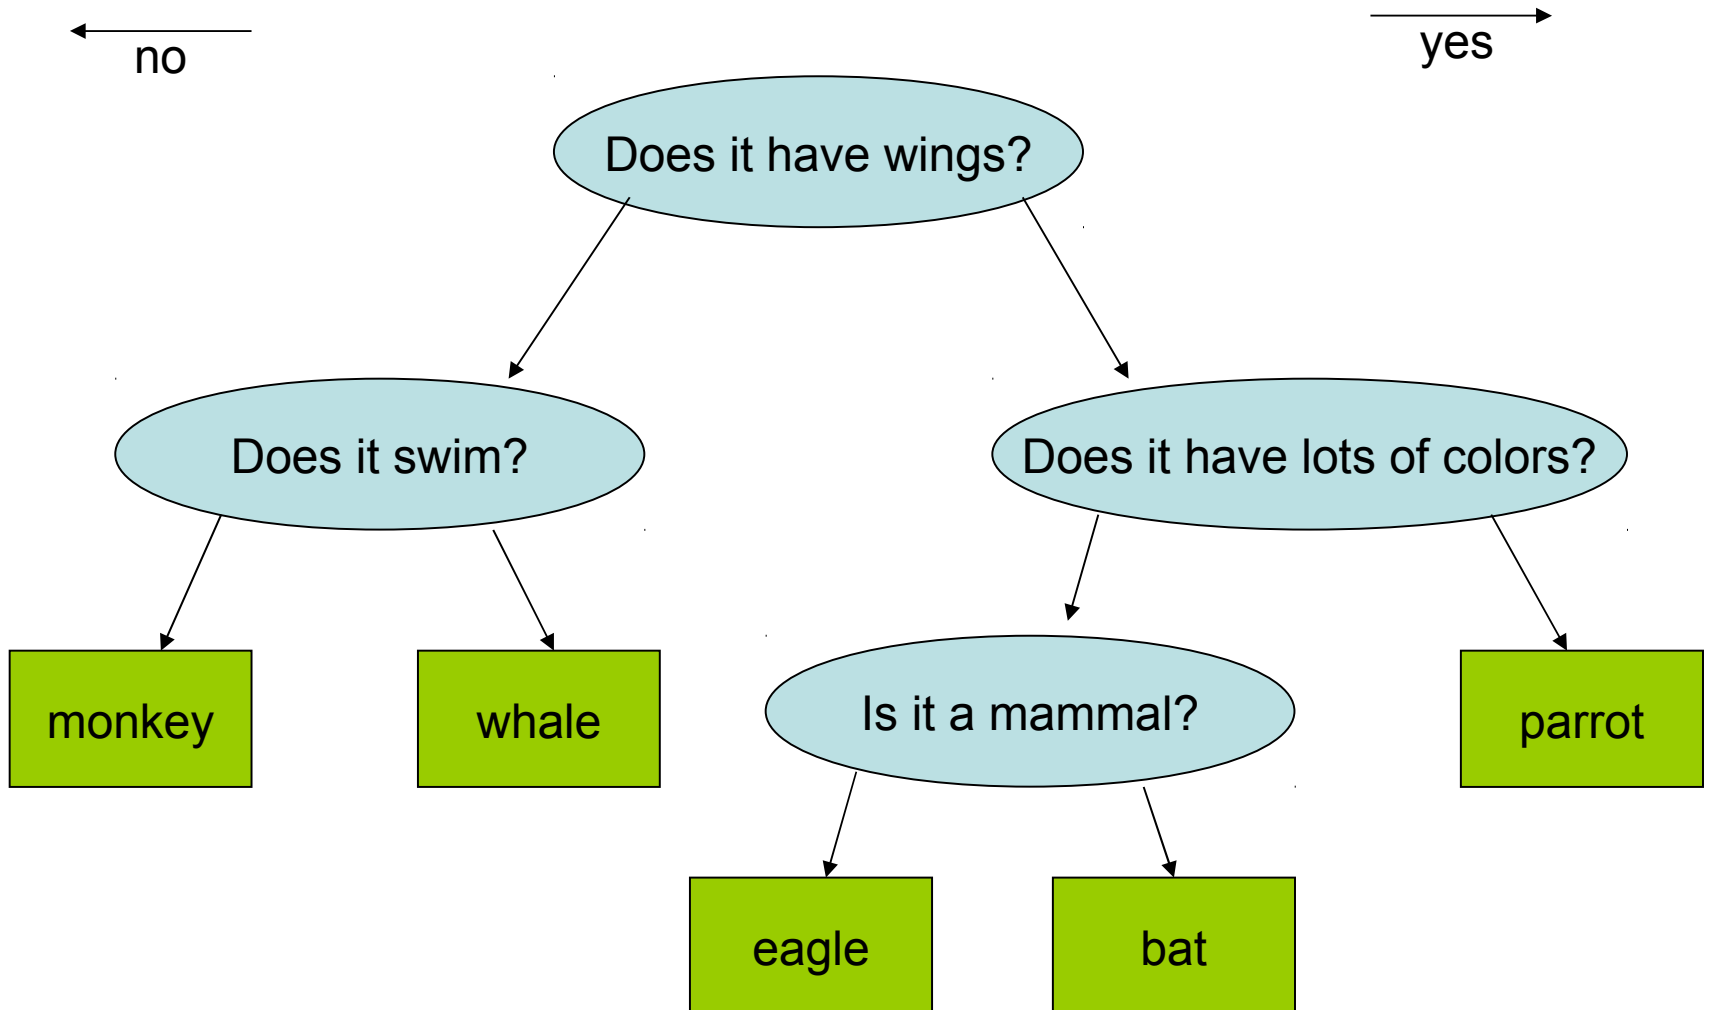 no
yes
Does it have wings?
Does it swim?
Does it have lots of colors?
monkey
whale
Is it a mammal?
parrot
eagle
bat